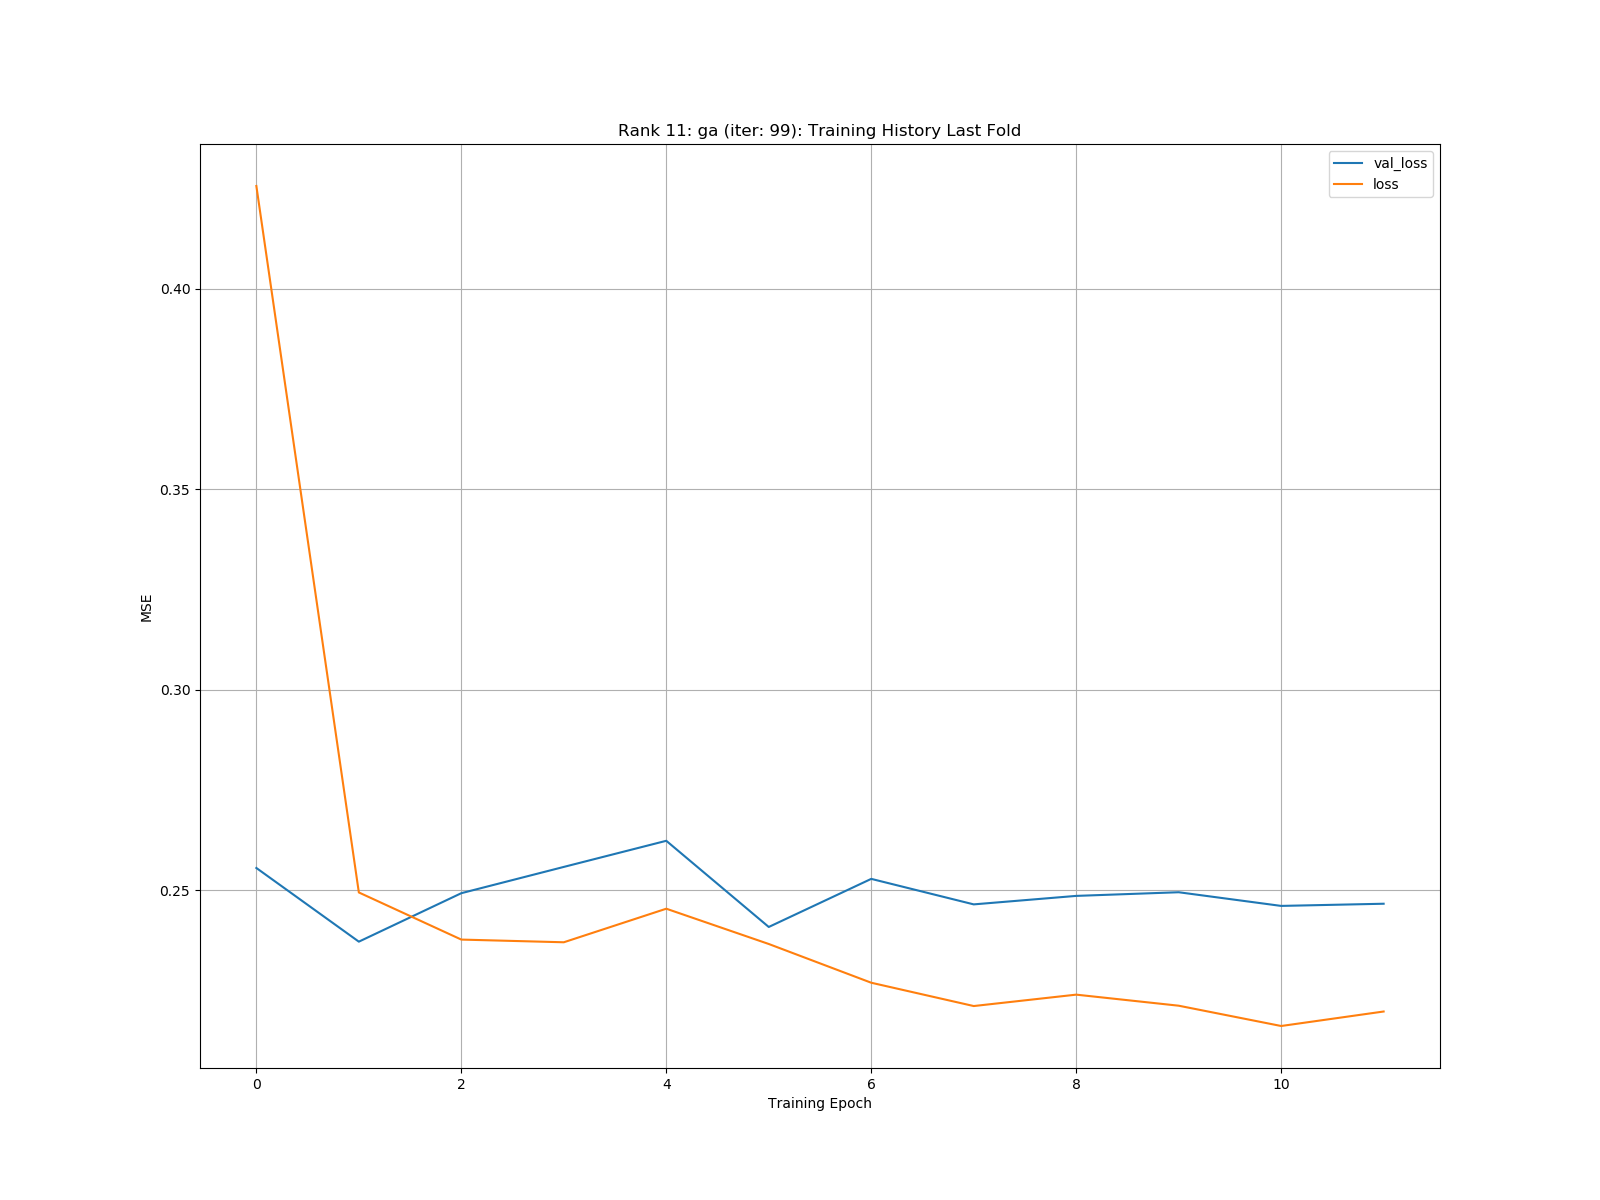 Rank 11: ga (iter: 99): Training History Last Fold
val_loss
loss
0.40
0.35
0.30
0.25
MSE
0 2 4 6 8 10
Training Epoch